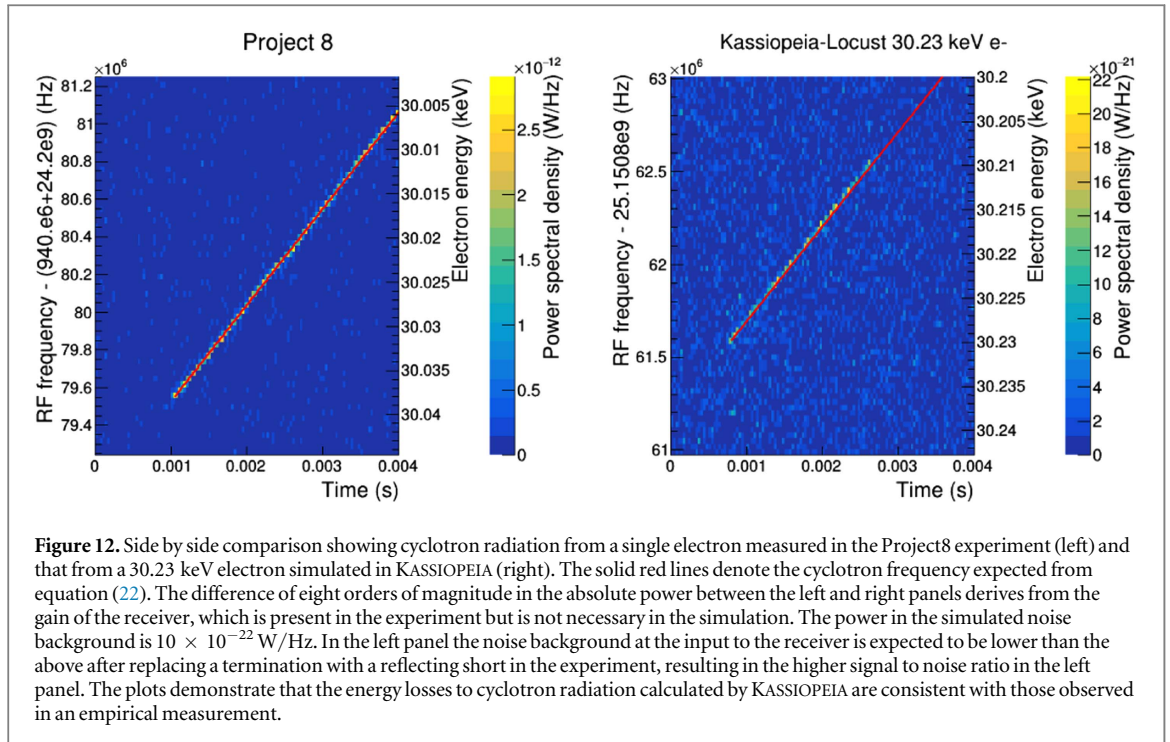 Project 8
×10⁶
81.2
81
80.8
80.6
80.4
80.2
80
79.8
79.6
79.4
RF frequency - (940.e6+24.2e9) (Hz)
0 0.001 0.002 0.003 0.004
Time (s)
30.005
30.01
30.015
30.02
30.025
30.03
30.035
30.04
Electron energy (keV)
×10⁻¹²
2.5
2
1.5
1
0.5
0
Power spectral density (W/Hz)
Kassiopeia-Locust 30.23 keV e-
×10⁶
63
62.5
62
61.5
61
RF frequency - 25.1508e9 (Hz)
0 0.001 0.002 0.003 0.004
Time (s)
30.2
30.205
30.21
30.215
30.22
30.225
30.23
30.235
30.24
Electron energy (keV)
×10⁻²¹
22
20
18
16
14
12
10
8
6
4
2
0
Power spectral density (W/Hz)
Figure 12. Side by side comparison showing cyclotron radiation from a single electron measured in the Project8 experiment (left) and
that from a 30.23 keV electron simulated in KASSIOPEIA (right). The solid red lines denote the cyclotron frequency expected from
equation (22). The difference of eight orders of magnitude in the absolute power between the left and right panels derives from the
gain of the receiver, which is present in the experiment but is not necessary in the simulation. The power in the simulated noise
background is 10 × 10⁻²² W/Hz. In the left panel the noise background at the input to the receiver is expected to be lower than the
above after replacing a termination with a reflecting short in the experiment, resulting in the higher signal to noise ratio in the left
panel. The plots demonstrate that the energy losses to cyclotron radiation calculated by KASSIOPEIA are consistent with those observed
in an empirical measurement.